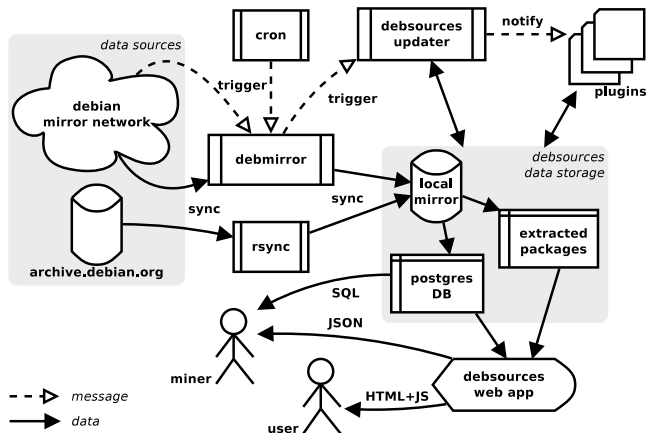 data sources
cron
debsources
updater
notify
plugins
debian
mirror network
trigger
trigger
debmirror
debsources
data storage
local
mirror
sync
sync
archive.debian.org
rsync
extracted
packages
postgres
DB
SQL
JSON
miner
debsources
web app
HTML+JS
user
message
data